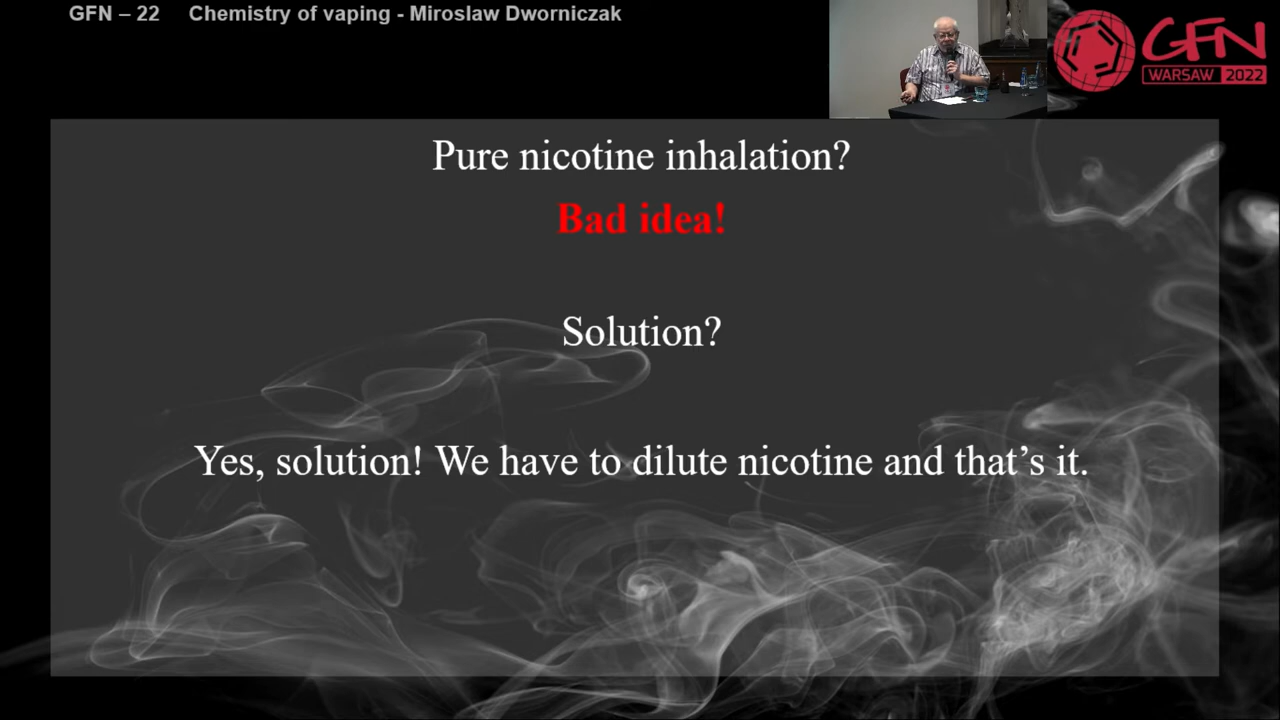 GFN – 22 Chemistry of vaping - Miroslaw Dworniczak
GFN
WARSAW 2022
Pure nicotine inhalation?
Bad idea!
Solution?
Yes, solution! We have to dilute nicotine and that's it.